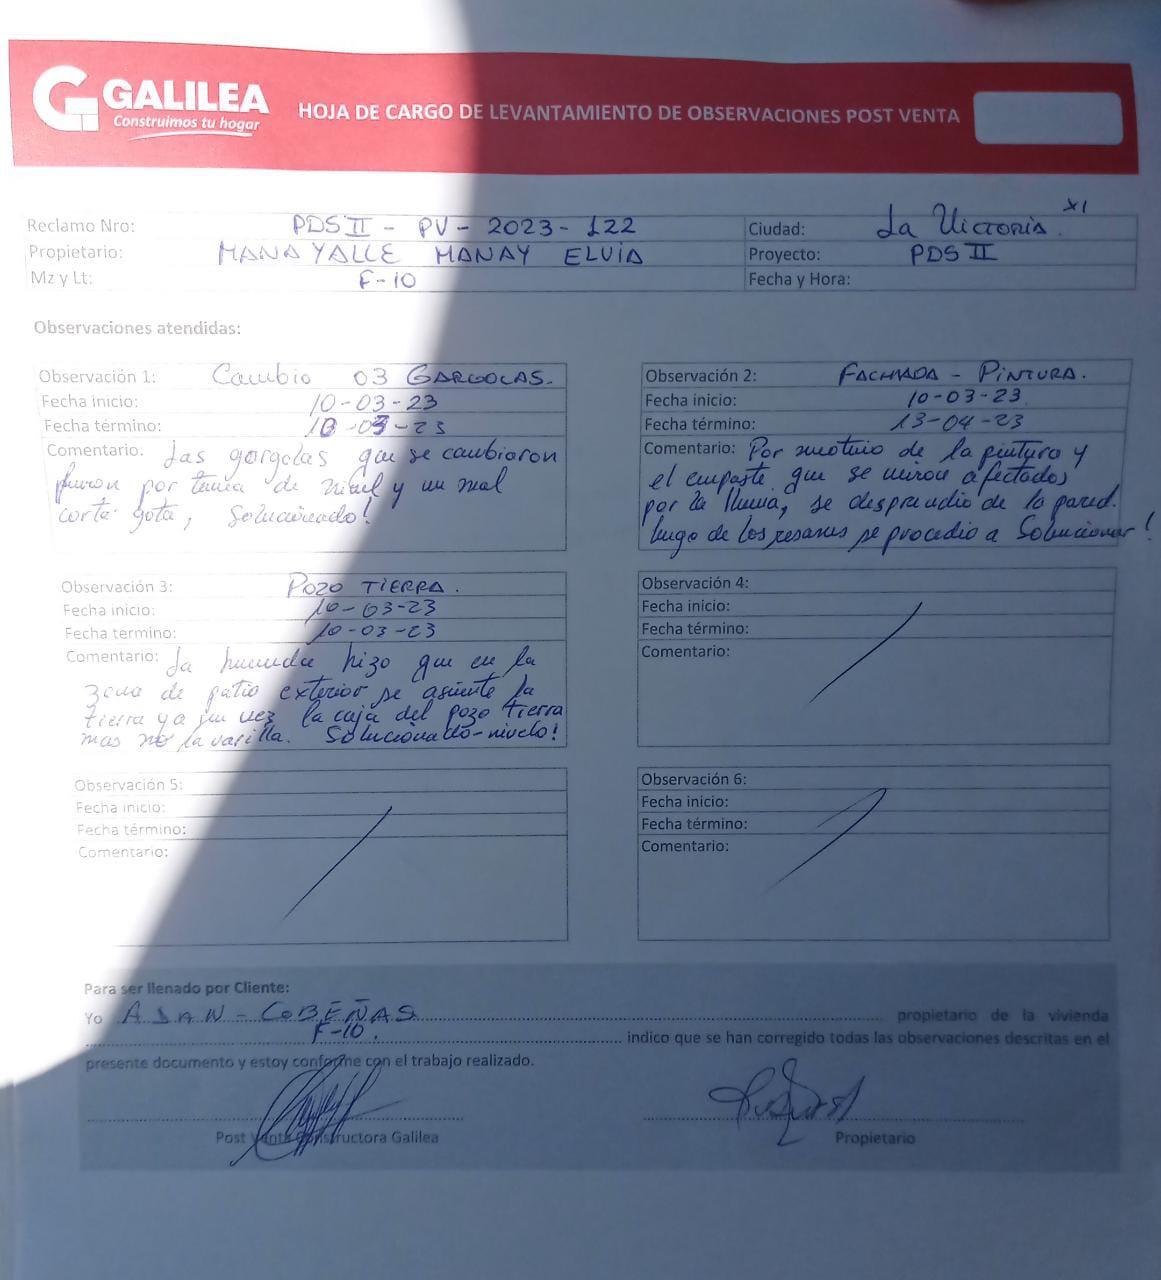 GALILEA
Construimos tu hogar
HOJA DE CARGO DE LEVANTAMIENTO DE OBSERVACIONES POST VENTA
Reclamo Nro: PDS II - PV - 2023 - 122
Ciudad: La Victoria
Propietario: MANAYALLE MANAY ELVIA
Proyecto: PDS II
Mz y Lt: F-10
Fecha y Hora:
Observaciones atendidas:
Observación 1: Cambio 03 GARGOLAS.
Fecha inicio: 10-03-23
Fecha término: 10-03-23
Comentario: Las gargolas que se cambiaron
fueron por tema de nivel y un mal
corta gota, Solucionado!
Observación 2: FACHADA - PINTURA.
Fecha inicio: 10-03-23
Fecha término: 13-04-23
Comentario: Por motivo de la pintura y
el empaste que se afectados
por la lluvia, se desprendio de la pared.
luego de los resanes se procedio a Solucionar!
Observación 3: POZO TIERRA.
Fecha inicio: 10-03-23
Fecha término: 10-03-23
Comentario: La hizo que en la
zona de patio exterior se asiente la
tierra y a su vez la caja del pozo tierra
mas no la varilla. Solucionado-nivelo!
Observación 4:
Fecha inicio:
Fecha término:
Comentario:
Observación 5:
Fecha inicio:
Fecha término:
Comentario:
Observación 6:
Fecha inicio:
Fecha término:
Comentario:
Para ser llenado por Cliente:
Yo ADAN - COBEÑAS propietario de la vivienda
F-10. indico que se han corregido todas las observaciones descritas en el
presente documento y estoy conforme con el trabajo realizado.
Post Venta Constructora Galilea
Propietario